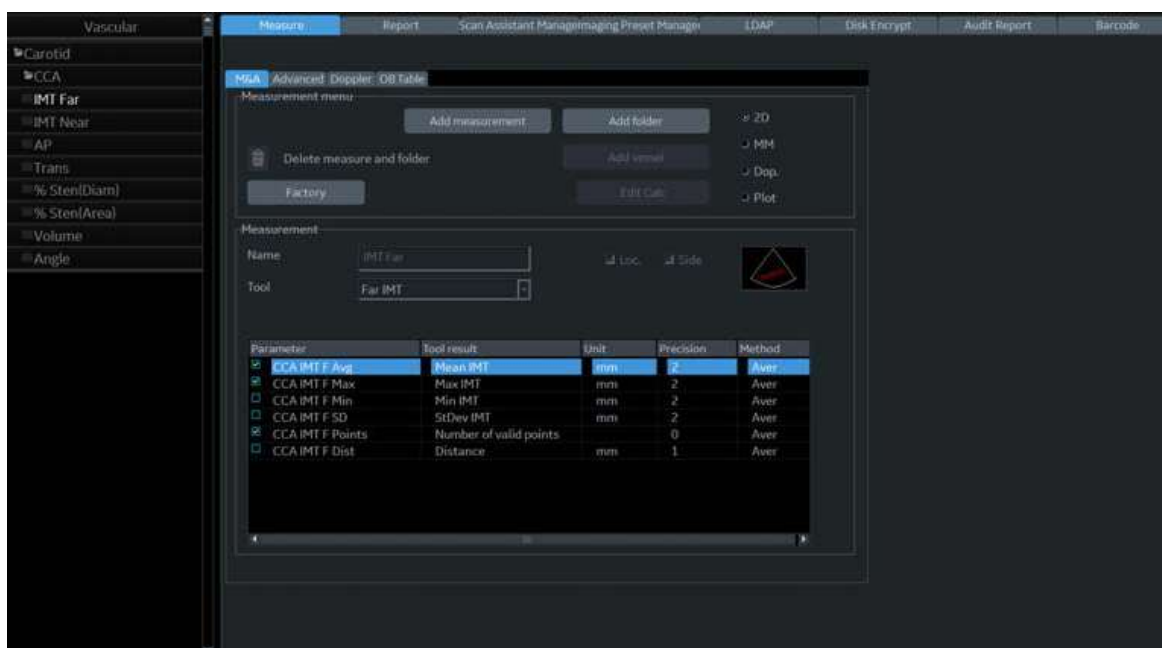 Vascular
Measure Report Scan Assistant Manage Imaging Preset Manager LDAP Disk Encrypt Audit Report Barcode
Carotid
CCA
IMT Far
IMT Near
AP
Trans
% Sten(Diam)
% Sten(Area)
Volume
Angle
M&A Advanced Doppler OB Table
Measurement menu
Add measurement Add folder 2D
MM
Delete measure and folder Add vessel
Dop.
Factory Edit Calc
Plot
Measurement
Name IMT Far Loc. Side
Tool Far IMT
Parameter Tool result Unit Precision Method
CCA IMT F Avg Mean IMT mm 2 Aver
CCA IMT F Max Max IMT mm 2 Aver
CCA IMT F Min Min IMT mm 2 Aver
CCA IMT F SD StDev IMT mm 2 Aver
CCA IMT F Points Number of valid points 0 Aver
CCA IMT F Dist Distance mm 1 Aver